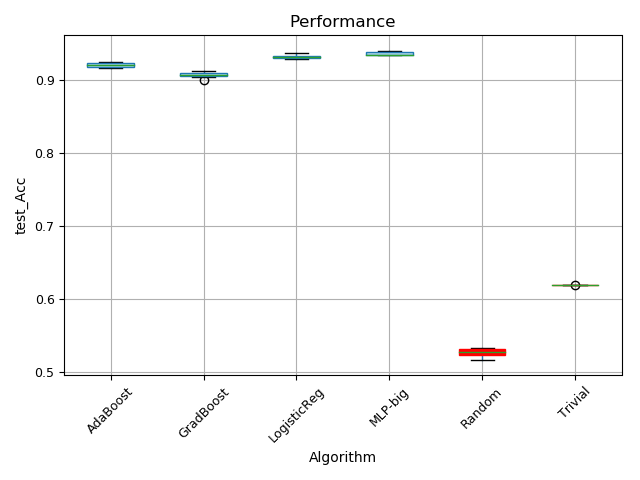 Performance
test_Acc
0.9
0.8
0.7
0.6
0.5
AdaBoost
GradBoost
LogisticReg
MLP-big
Random
Trivial
Algorithm